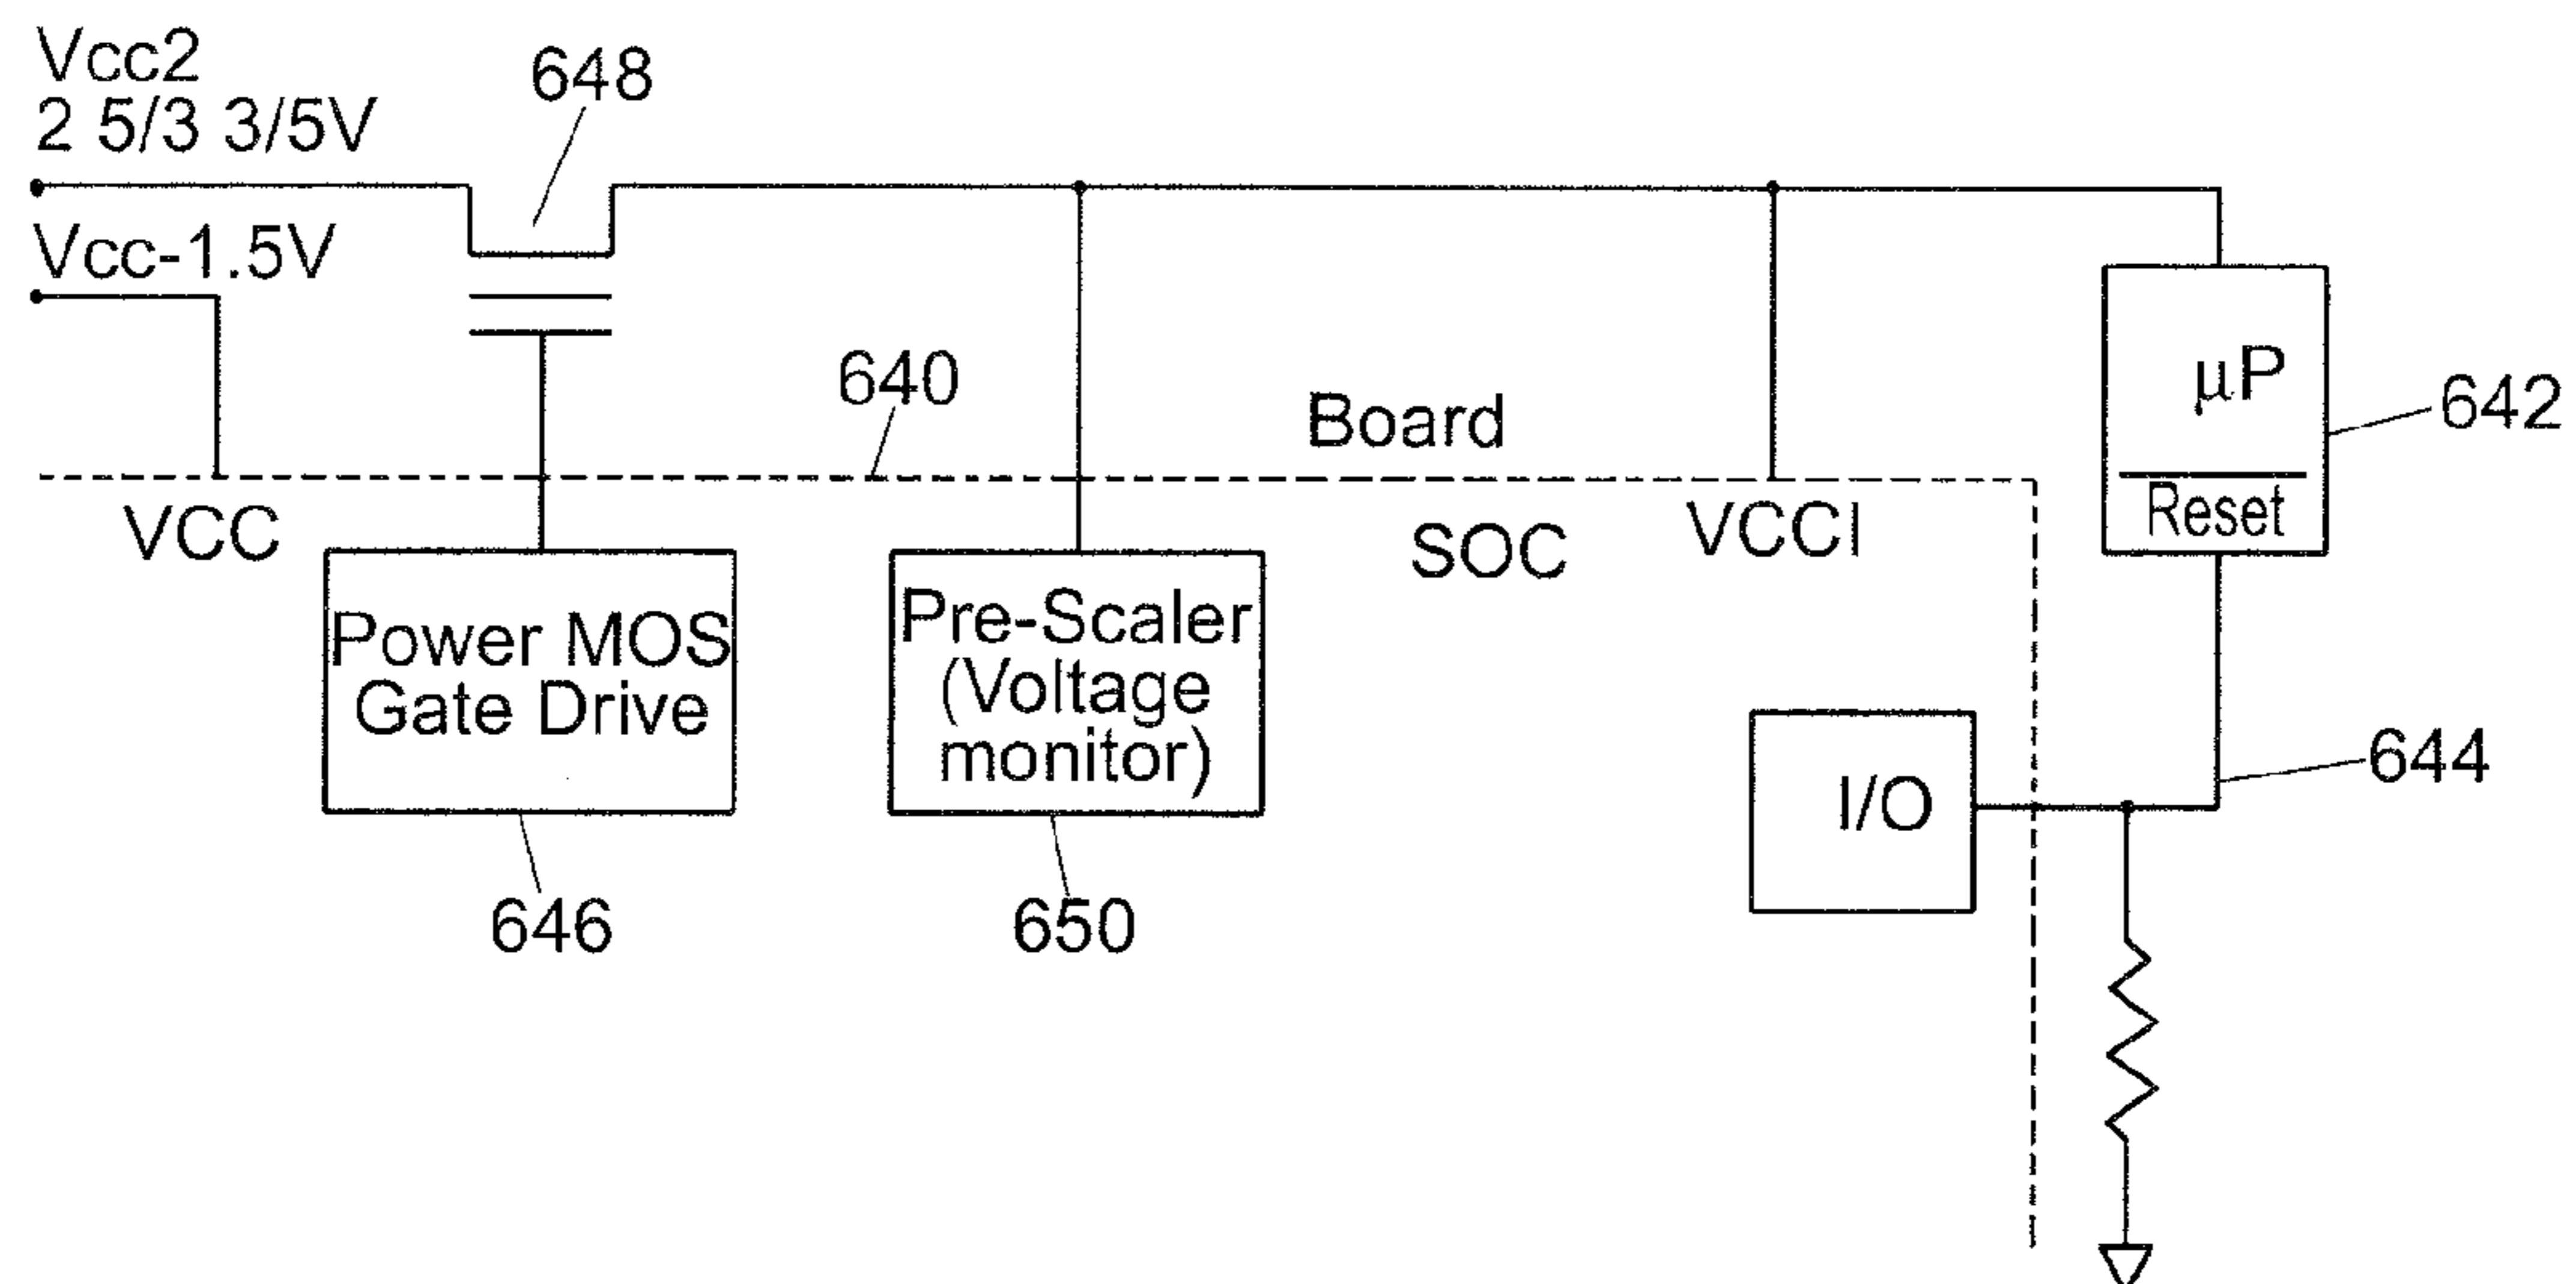 Vcc2
2 5/3 3/5V
648
Vcc-1.5V
640
Board
μP
642
Reset
VCC
SOC
VCCI
Power MOS
Gate Drive
Pre-Scaler
(Voltage
monitor)
I/O
644
646
650